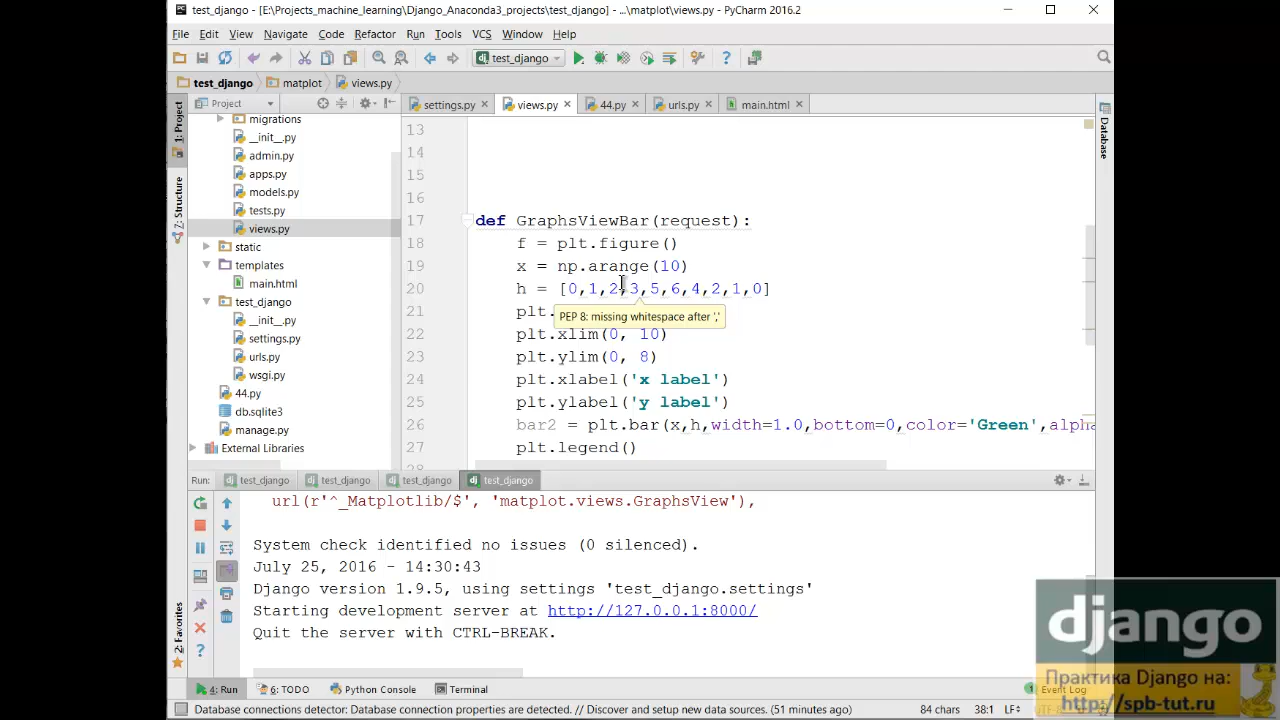 test_django - [E:\Projects_machine_learning\Django_Anaconda3_projects\test_django] - ...\matplot\views.py - PyCharm 2016.2
File Edit View Navigate Code Refactor Run Tools VCS Window Help
test_django
test_django matplot views.py
Project settings.py views.py 44.py urls.py main.html
1: Project
Z: Structure
2: Favorites
Database
migrations
__init__.py
admin.py
apps.py
models.py
tests.py
views.py
static
templates
main.html
test_django
__init__.py
settings.py
urls.py
wsgi.py
44.py
db.sqlite3
manage.py
External Libraries
13
14
15
16
17 def GraphsViewBar(request):
18 f = plt.figure()
19 x = np.arange(10)
20 h = [0,1,2,3,5,6,4,2,1,0]
21 plt.
PEP 8: missing whitespace after ','
22 plt.xlim(0, 10)
23 plt.ylim(0, 8)
24 plt.xlabel('x label')
25 plt.ylabel('y label')
26 bar2 = plt.bar(x,h,width=1.0,bottom=0,color='Green',alpha
27 plt.legend()
28
Run: test_django test_django test_django test_django
url(r'^_Matplotlib/$', 'matplot.views.GraphsView'),
System check identified no issues (0 silenced).
July 25, 2016 - 14:30:43
Django version 1.9.5, using settings 'test_django.settings'
Starting development server at http://127.0.0.1:8000/
Quit the server with CTRL-BREAK.
4: Run 6: TODO Python Console Terminal 1 Event Log
Database connections detector: Database connection properties are detected. // Discover and setup new data sources. (51 minutes ago) 84 chars 38:1 LF
django
Практика Django на:
http://spb-tut.ru